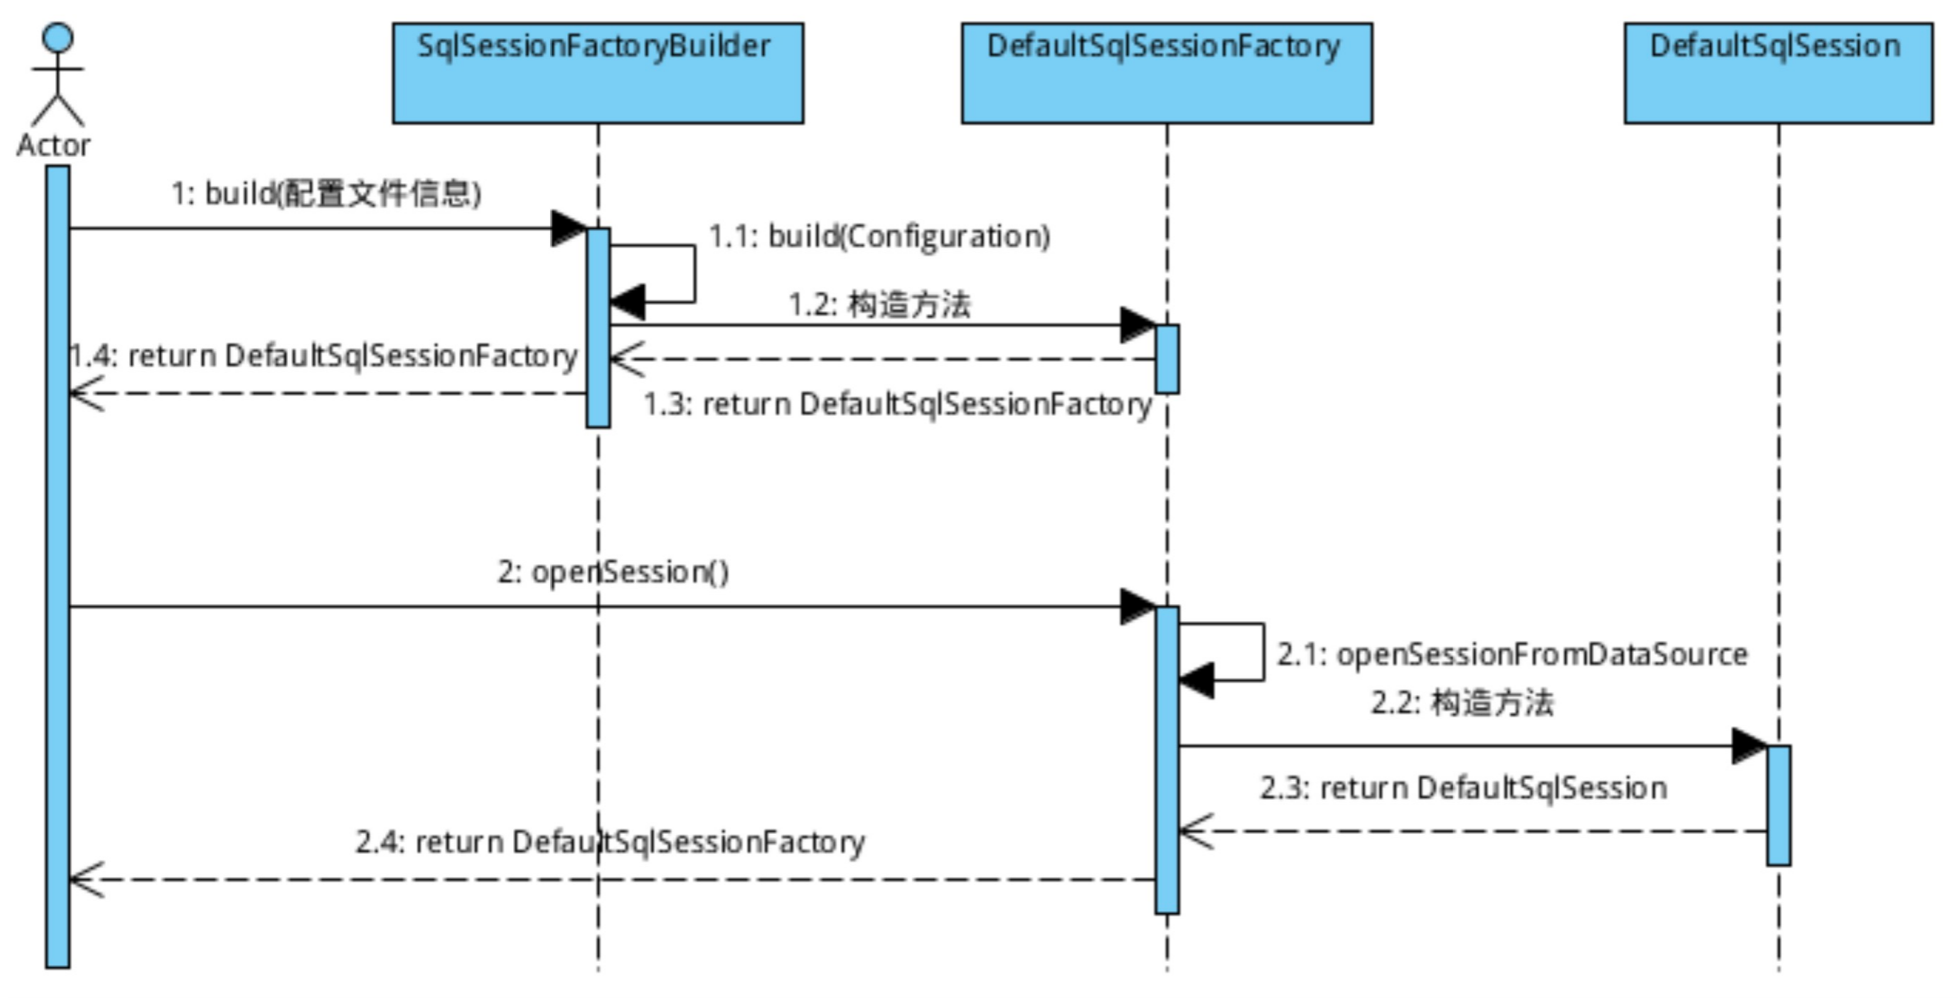 SqlSessionFactoryBuilder
DefaultSqlSessionFactory
DefaultSqlSession
Actor
1: build(配置文件信息)
1.1: build(Configuration)
1.2: 构造方法
1.4: return DefaultSqlSessionFactory
1.3: return DefaultSqlSessionFactory
2: openSession()
2.1: openSessionFromDataSource
2.2: 构造方法
2.3: return DefaultSqlSession
2.4: return DefaultSqlSessionFactory